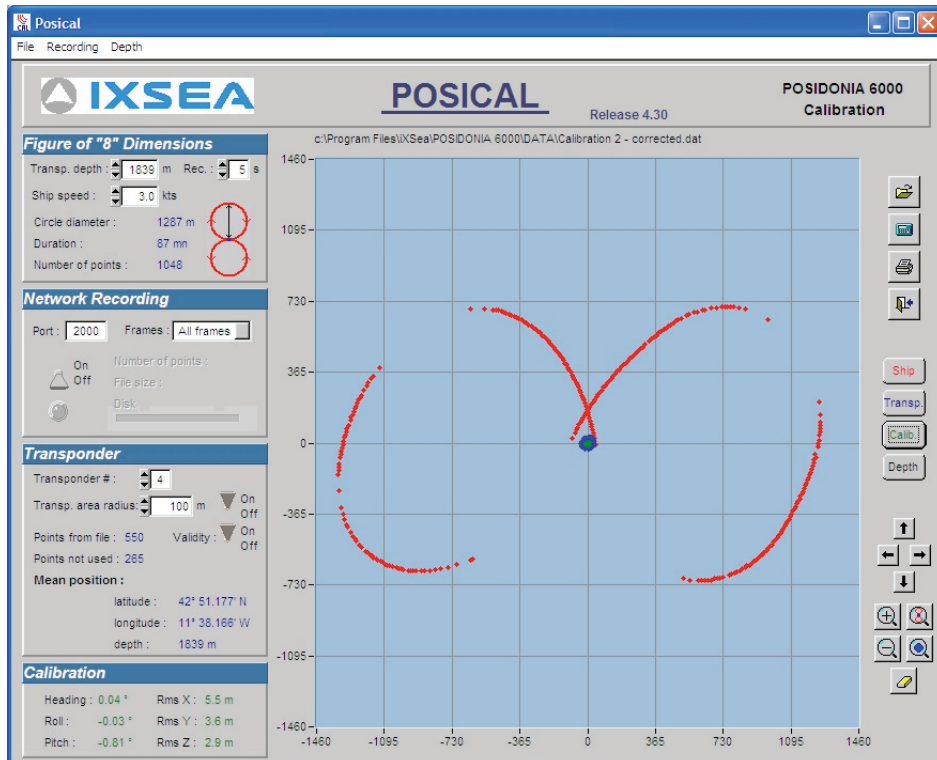 Posical
File Recording Depth
IXSEA
POSICAL
Release 4.30
POSIDONIA 6000
Calibration
Figure of "8" Dimensions
Transp. depth : 1839 m Rec. : 5 s
Ship speed : 3.0 kts
Circle diameter : 1287 m
Duration : 87 mn
Number of points : 1048
Network Recording
Port : 2000 Frames : All frames
On
Off
Number of points :
File size :
Disk
Transponder
Transponder # : 4
Transp. area radius: 100 m On
Off
Points from file : 550 Validity : On
Off
Points not used : 265
Mean position :
latitude : 42° 51.177' N
longitude : 11° 38.166' W
depth : 1839 m
Calibration
Heading : 0.04 ° Rms X : 5.5 m
Roll : -0.03 ° Rms Y : 3.6 m
Pitch : -0.81 ° Rms Z : 2.9 m
c:\Program Files\iXSea\POSIDONIA 6000\DATA\Calibration 2 - corrected.dat
1460
1095
730
365
0
-365
-730
-1095
-1460
-1460 -1095 -730 -365 0 365 730 1095 1460
Ship
Transp.
Calib.
Depth